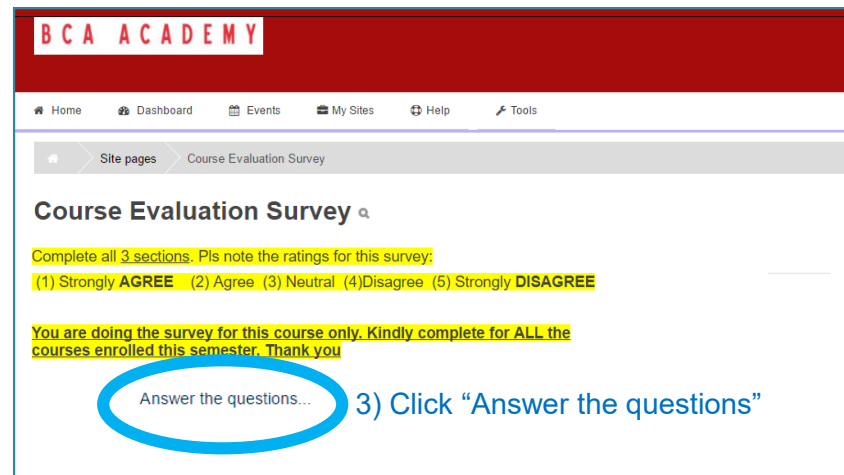 BCA ACADEMY
Home Dashboard Events My Sites Help Tools
Site pages Course Evaluation Survey
Course Evaluation Survey
Complete all 3 sections. Pls note the ratings for this survey:
(1) Strongly AGREE (2) Agree (3) Neutral (4)Disagree (5) Strongly DISAGREE
You are doing the survey for this course only. Kindly complete for ALL the
courses enrolled this semester. Thank you
Answer the questions... 3) Click “Answer the questions”